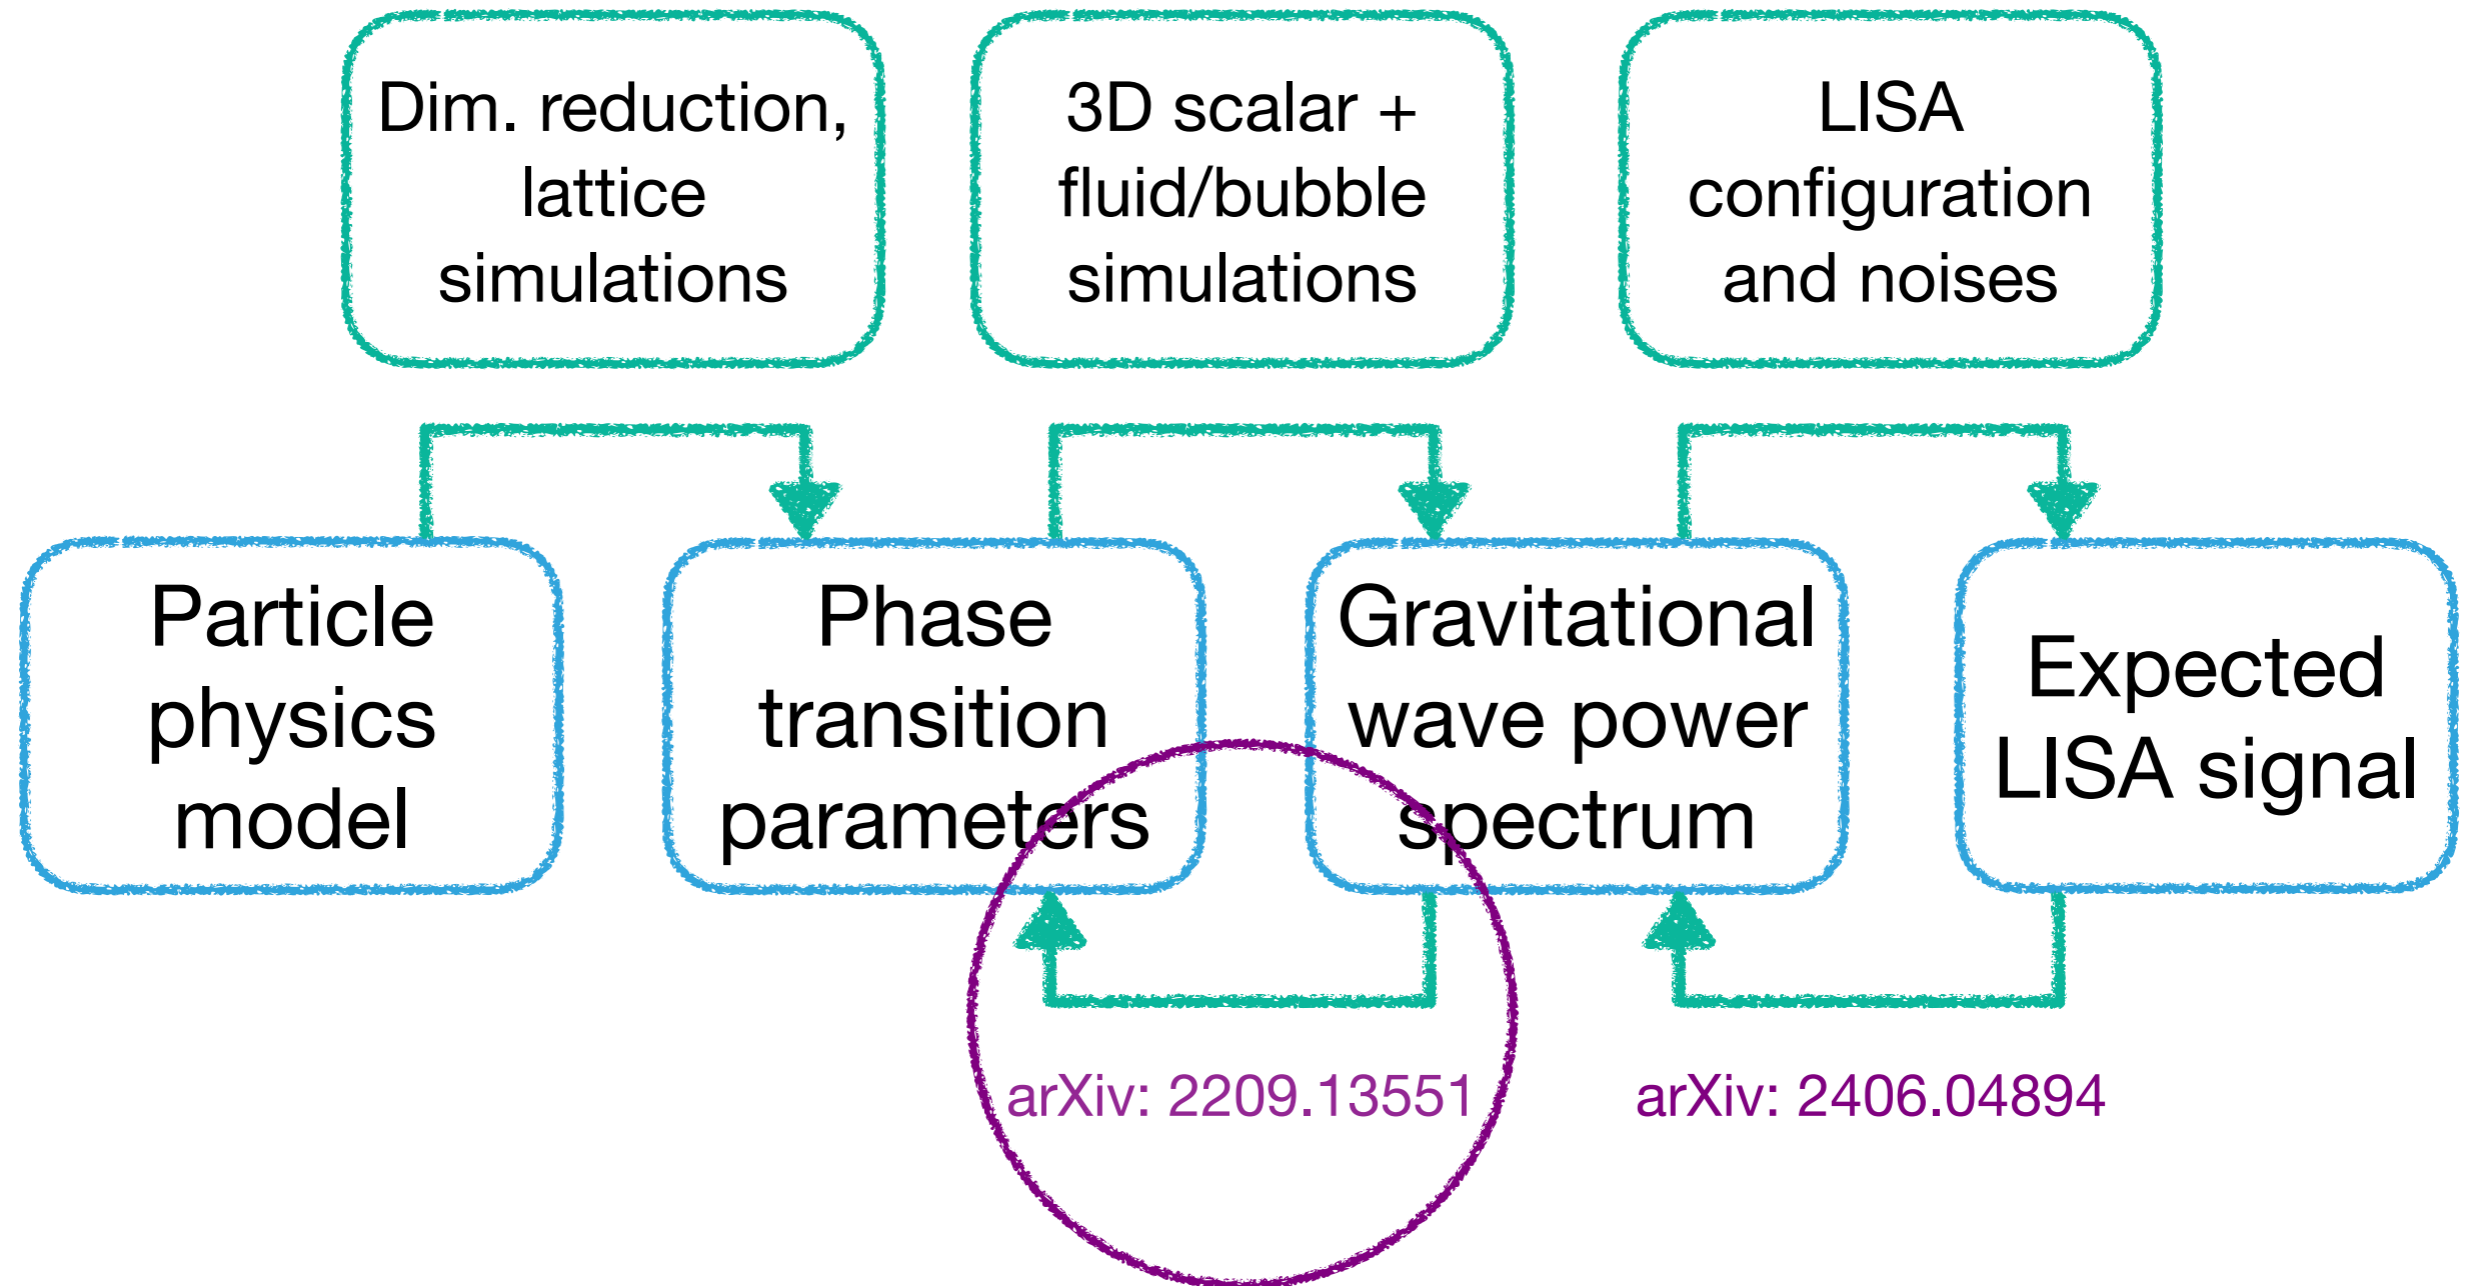 Dim. reduction,
lattice
simulations
3D scalar +
fluid/bubble
simulations
LISA
configuration
and noises
Particle
physics
model
Phase
transition
parameters
Gravitational
wave power
spectrum
Expected
LISA signal
arXiv: 2209.13551
arXiv: 2406.04894